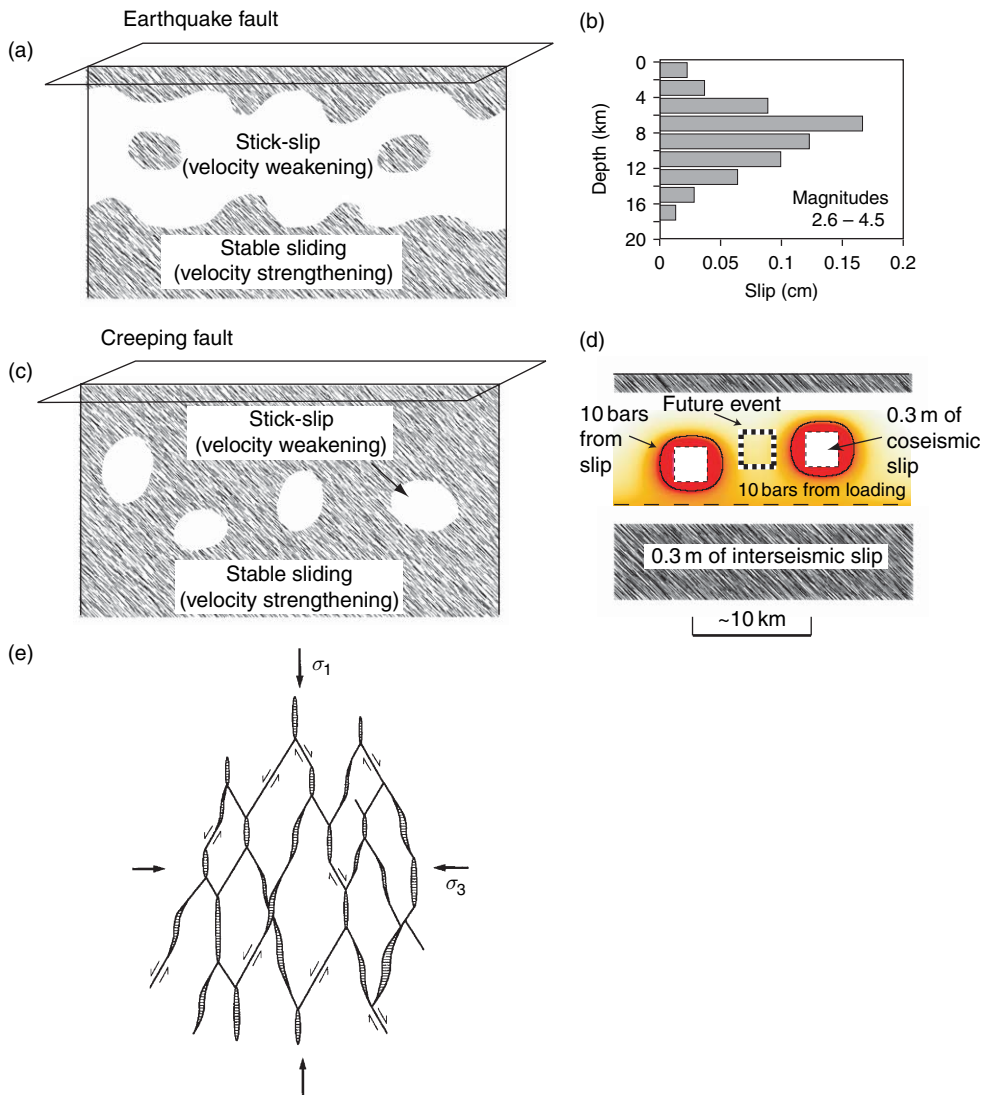 Earthquake fault
(a)
Stick-slip
(velocity weakening)
Stable sliding
(velocity strengthening)
(b)
0
4
8
12
16
20
Depth (km)
Magnitudes
2.6 – 4.5
0
0.05
0.1
0.15
0.2
Slip (cm)
Creeping fault
(c)
Stick-slip
(velocity weakening)
Stable sliding
(velocity strengthening)
(d)
Future event
10 bars
from
slip
0.3 m of
coseismic
slip
10 bars from loading
0.3 m of interseismic slip
~10 km
(e)
σ1
σ3